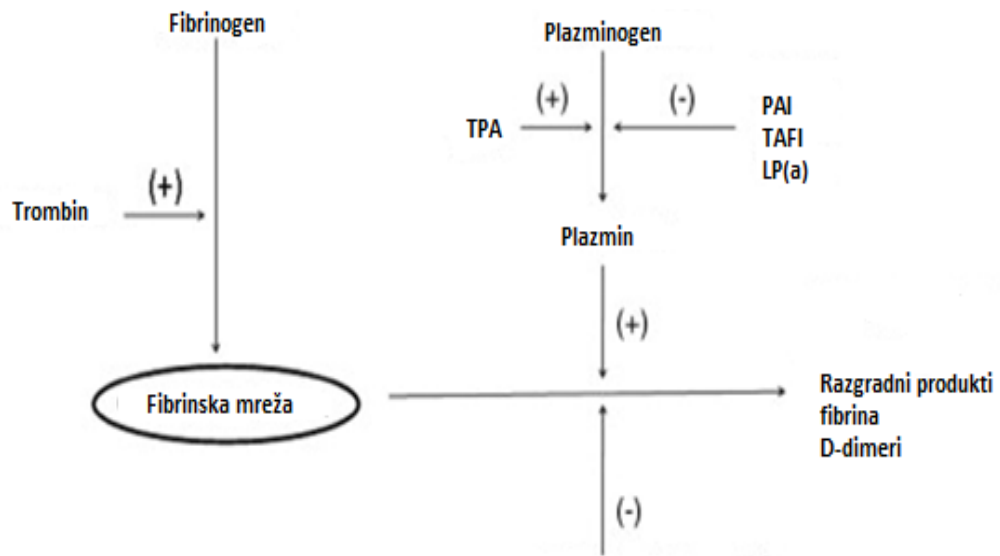 Fibrinogen
Plazminogen
(+)
(-)
TPA
PAI
TAFI
LP(a)
(+)
Trombin
Plazmin
(+)
Fibrinska mreža
Razgradni produkti
fibrina
D-dimeri
(-)